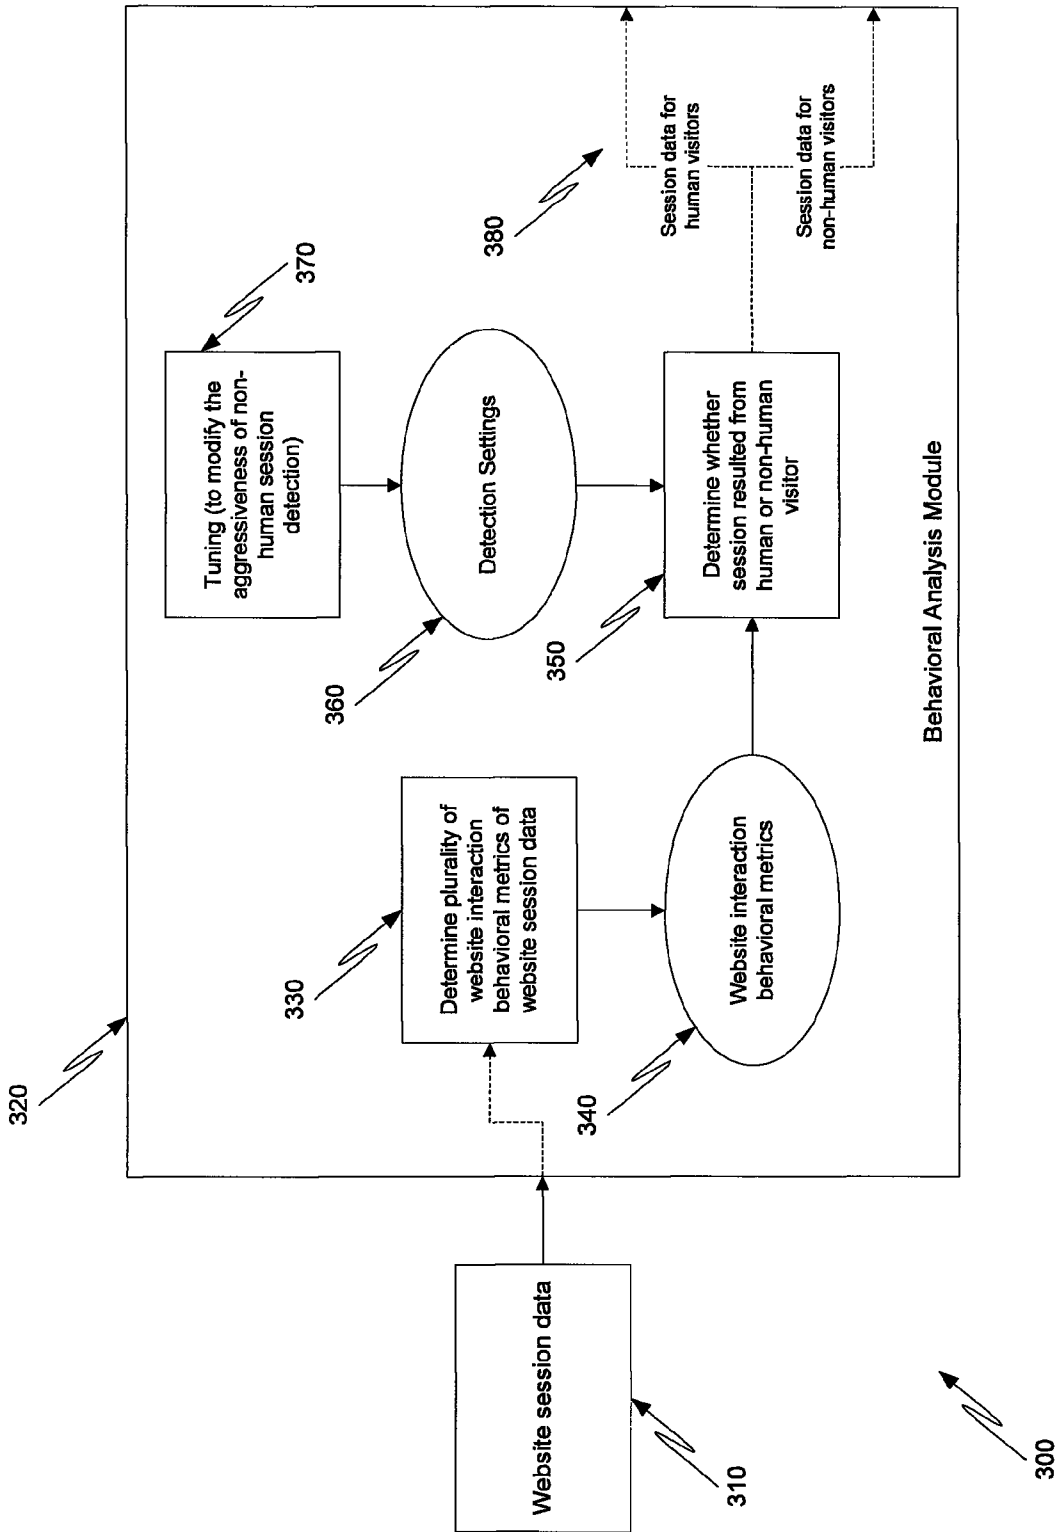 320
330
Determine plurality of
website interaction
behavioral metrics of
website session data
360
370
Tuning (to modify the
aggressiveness of non-
human session
detection)
Detection Settings
380
Session data for
human visitors
Session data for
non-human visitors
Website session data
310
340
Website interaction
behavioral metrics
350
Determine whether
session resulted from
human or non-human
visitor
Behavioral Analysis Module
300